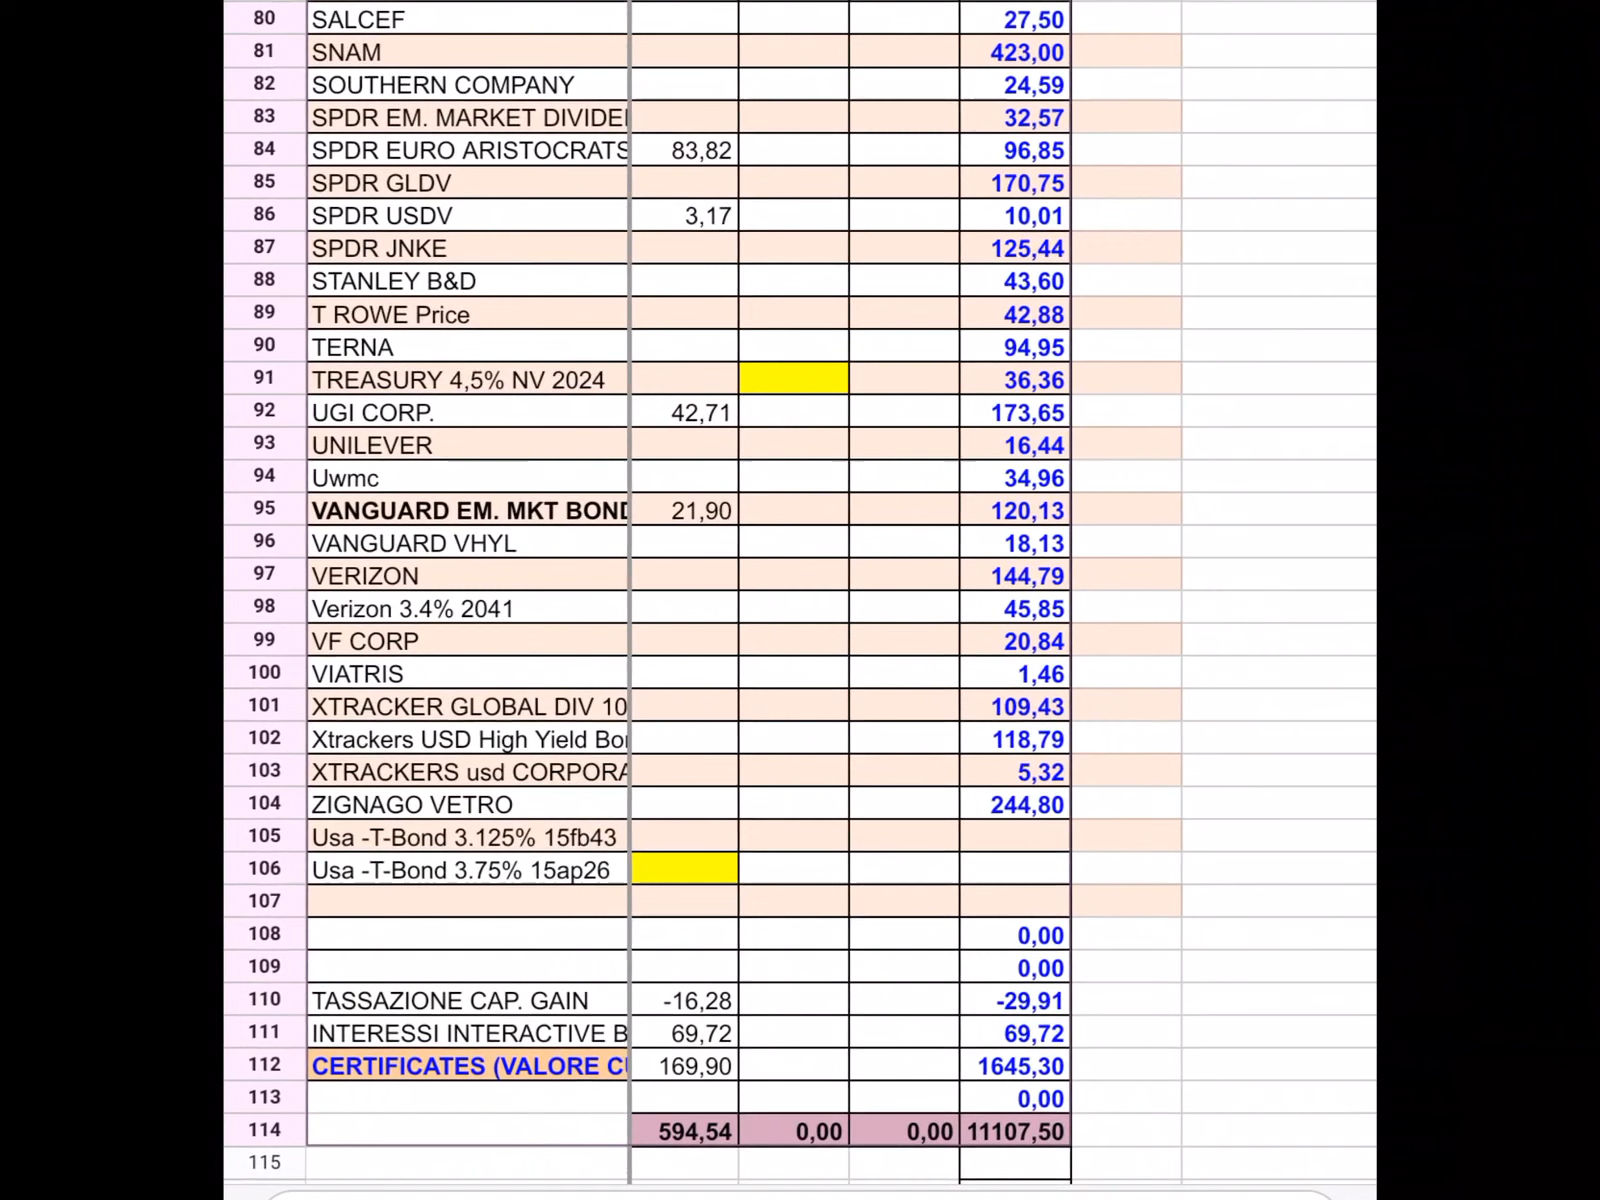 80 SALCEF 27,50
81 SNAM 423,00
82 SOUTHERN COMPANY 24,59
83 SPDR EM. MARKET DIVIDE 32,57
84 SPDR EURO ARISTOCRATS 83,82 96,85
85 SPDR GLDV 170,75
86 SPDR USDV 3,17 10,01
87 SPDR JNKE 125,44
88 STANLEY B&D 43,60
89 T ROWE Price 42,88
90 TERNA 94,95
91 TREASURY 4,5% NV 2024 36,36
92 UGI CORP. 42,71 173,65
93 UNILEVER 16,44
94 Uwmc 34,96
95 VANGUARD EM. MKT BOND 21,90 120,13
96 VANGUARD VHYL 18,13
97 VERIZON 144,79
98 Verizon 3.4% 2041 45,85
99 VF CORP 20,84
100 VIATRIS 1,46
101 XTRACKER GLOBAL DIV 10 109,43
102 Xtrackers USD High Yield Bo 118,79
103 XTRACKERS usd CORPORA 5,32
104 ZIGNAGO VETRO 244,80
105 Usa -T-Bond 3.125% 15fb43
106 Usa -T-Bond 3.75% 15ap26
107
108 0,00
109 0,00
110 TASSAZIONE CAP. GAIN -16,28 -29,91
111 INTERESSI INTERACTIVE B 69,72 69,72
112 CERTIFICATES (VALORE C 169,90 1645,30
113 0,00
114 594,54 0,00 0,00 11107,50
115